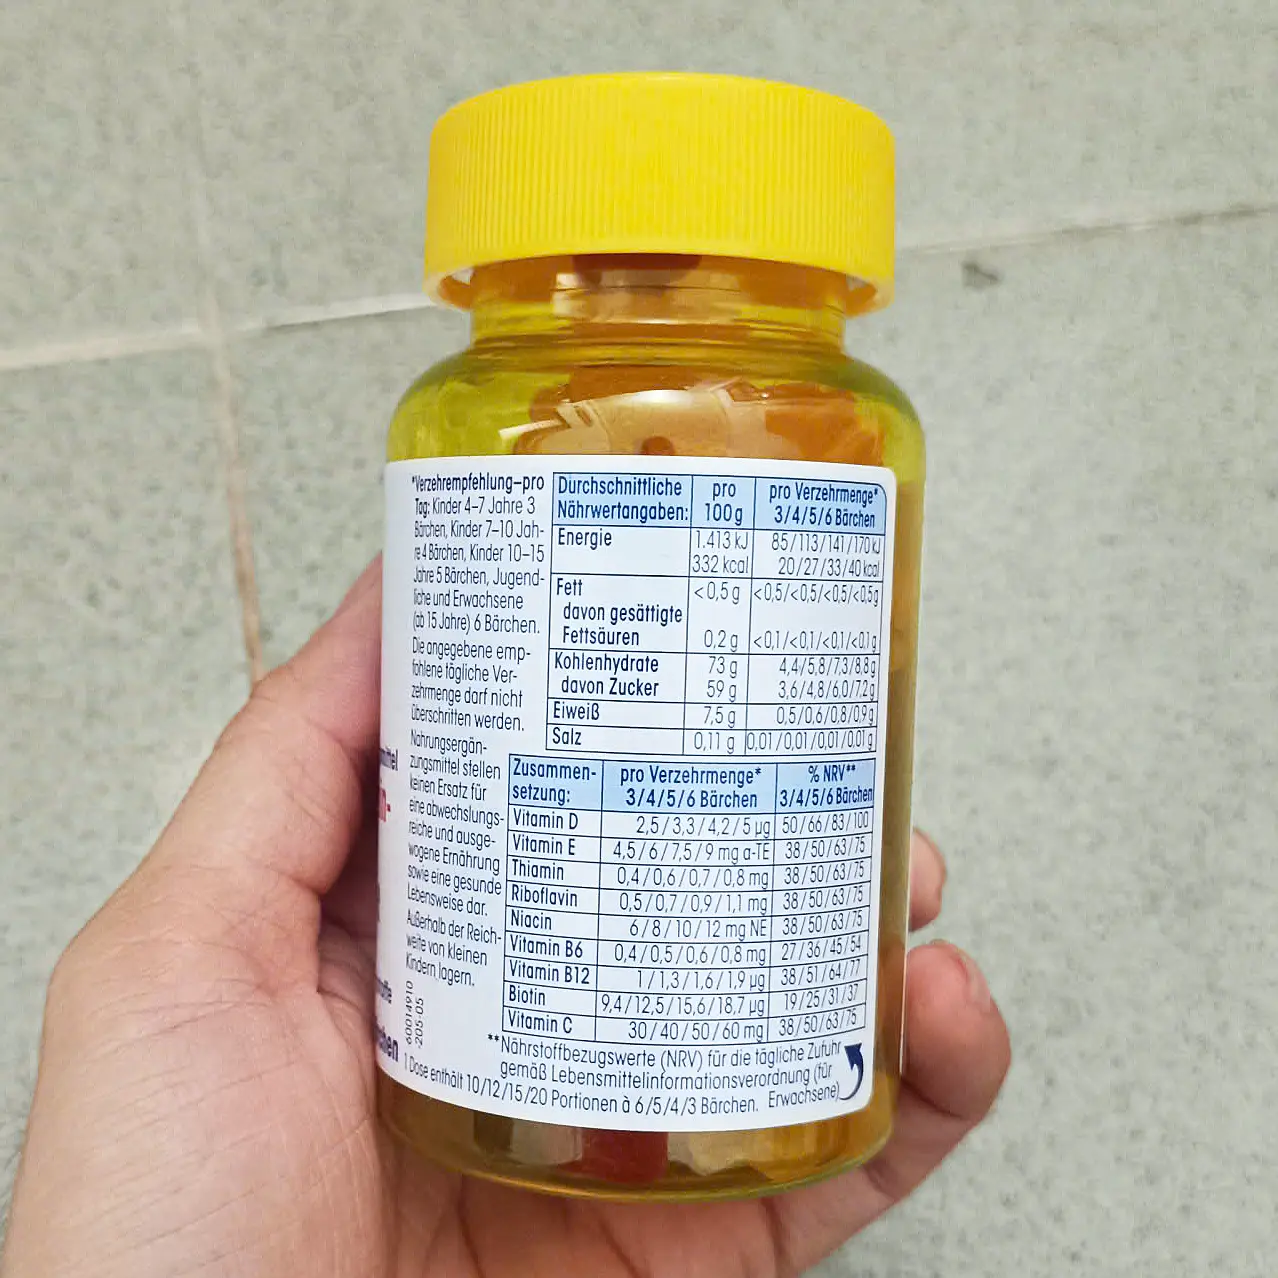 *Verzehrempfehlung–pro
Tag: Kinder 4–7 Jahre 3
Bärchen, Kinder 7–10 Jah-
re 4 Bärchen, Kinder 10–15
Jahre 5 Bärchen, Jugend-
liche und Erwachsene
(ab 15 Jahre) 6 Bärchen.
Die angegebene emp-
fohlene tägliche Ver-
zehrmenge darf nicht
überschritten werden.
Nahrungsergän-
zungsmittel stellen
keinen Ersatz für
eine abwechslungs-
reiche und ausge-
wogene Ernährung
sowie eine gesunde
Lebensweise dar.
Außerhalb der Reich-
weite von kleinen
Kindern lagern.
60014910
-205-05
Durchschnittliche Nährwertangaben: pro 100g pro Verzehrmenge* 3/4/5/6 Bärchen
Energie 1.413 kJ 85/113/141/170 kJ
332 kcal 20/27/33/40 kcal
Fett <0,5 g <0,5/<0,5/<0,5/<0,5g
davon gesättigte
Fettsäuren 0,2 g <0,1/<0,1/<0,1/<0,1g
Kohlenhydrate 73 g 4,4/5,8/7,3/8,8g
davon Zucker 59 g 3,6/4,8/6,0/7,2g
Eiweiß 7,5 g 0,5/0,6/0,8/0,9g
Salz 0,11 g 0,01/0,01/0,01/0,01g
Zusammen-setzung: pro Verzehrmenge* 3/4/5/6 Bärchen % NRV** 3/4/5/6 Bärchen
Vitamin D 2,5/3,3/4,2/5 µg 50/66/83/100
Vitamin E 4,5/6/7,5/9 mg α-TE 38/50/63/75
Thiamin 0,4/0,6/0,7/0,8 mg 38/50/63/75
Riboflavin 0,5/0,7/0,9/1,1 mg 38/50/63/75
Niacin 6/8/10/12 mg NE 38/50/63/75
Vitamin B6 0,4/0,5/0,6/0,8 mg 27/36/45/54
Vitamin B12 1/1,3/1,6/1,9 µg 38/51/64/77
Biotin 9,4/12,5/15,6/18,7 µg 19/25/31/37
Vitamin C 30/40/50/60 mg 38/50/63/75
**Nährstoffbezugswerte (NRV) für die tägliche Zufuhr
gemäß Lebensmittelinformationsverordnung (für
Erwachsene)
1 Dose enthält 10/12/15/20 Portionen à 6/5/4/3 Bärchen.